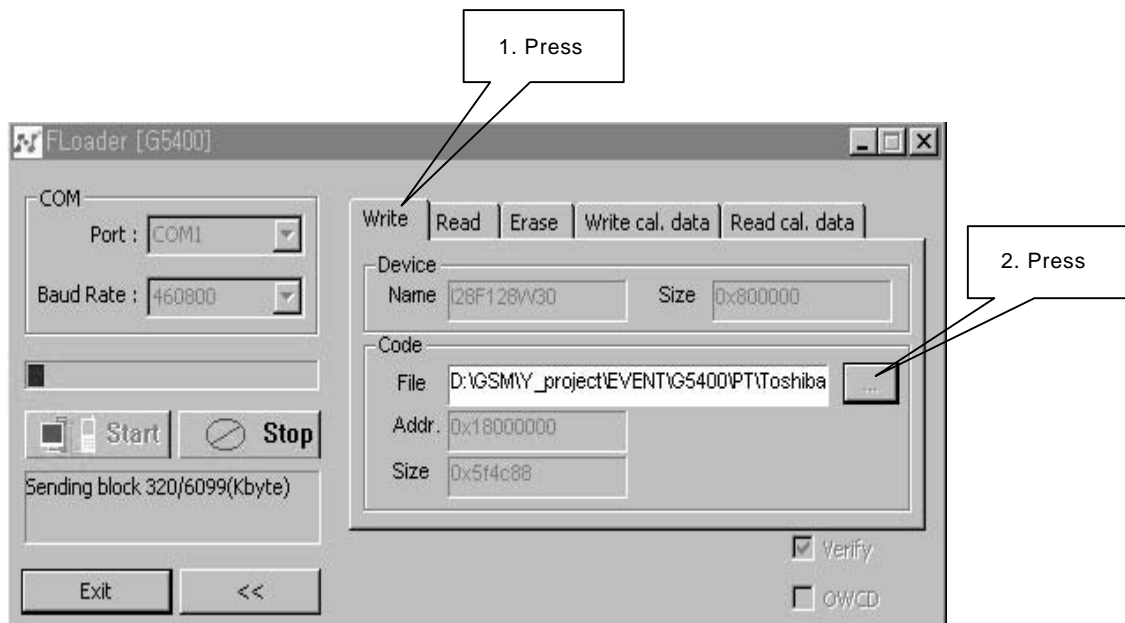 1. Press
FLoader [G5400]
COM
Port : COM1
Baud Rate : 460800
Write Read Erase Write cal. data Read cal. data
Device
Name I28F128W30 Size 0x800000
2. Press
Code
File D:\GSM\Y_project\EVENT\G5400\PT\Toshiba ...
Addr. 0x18000000
Size 0x5f4c88
Start Stop
Sending block 320/6099(Kbyte)
Verify
Exit <<
OWCD